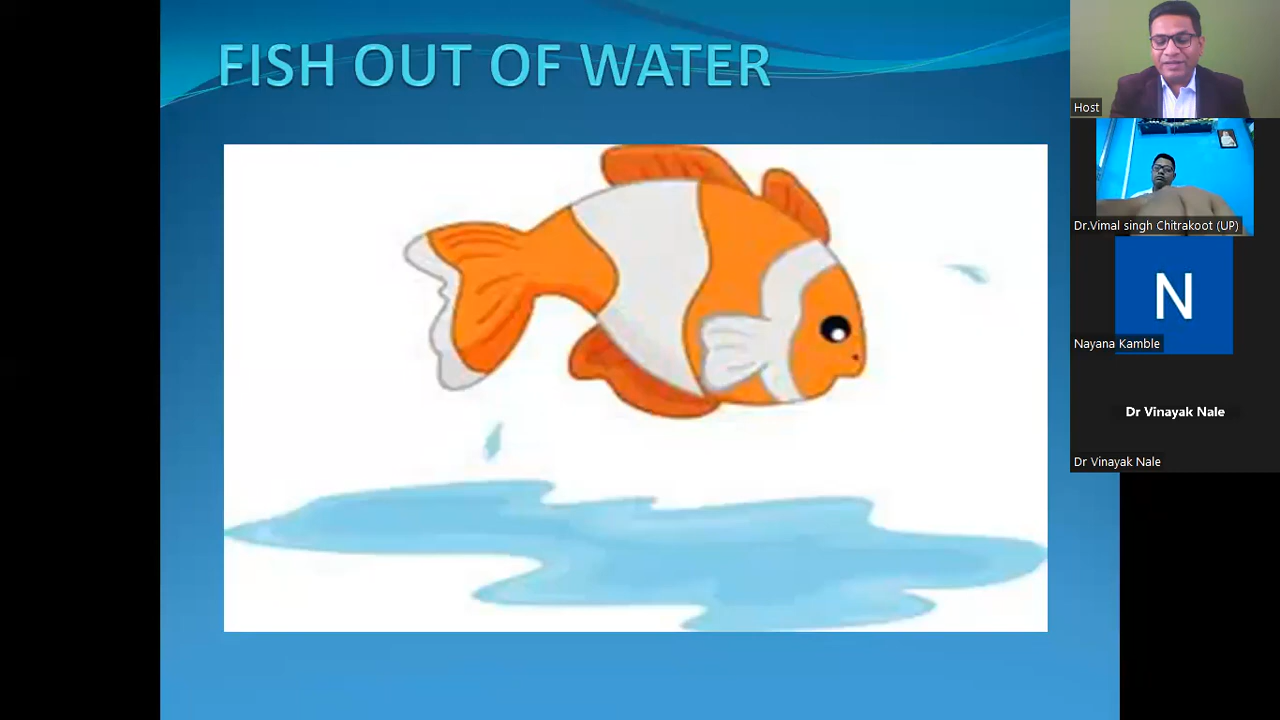 FISH OUT OF WATER
Host
Dr.Vimal singh Chitrakoot (UP)
N
Nayana Kamble
Dr Vinayak Nale
Dr Vinayak Nale